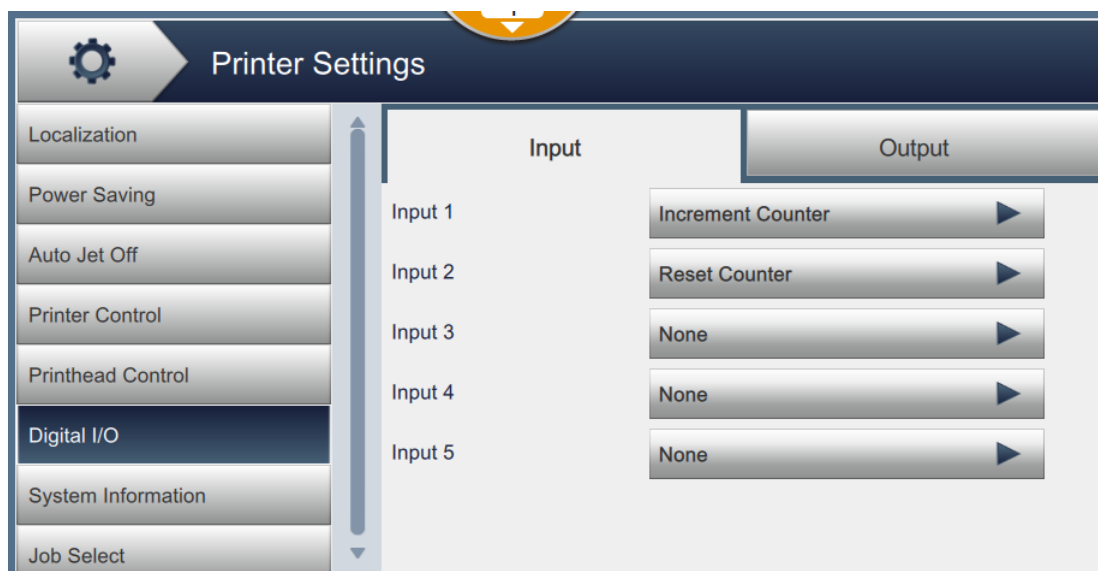 Printer Settings
Localization
Power Saving
Auto Jet Off
Printer Control
Printhead Control
Digital I/O
System Information
Job Select
Input
Output
Input 1
Increment Counter
Input 2
Reset Counter
Input 3
None
Input 4
None
Input 5
None